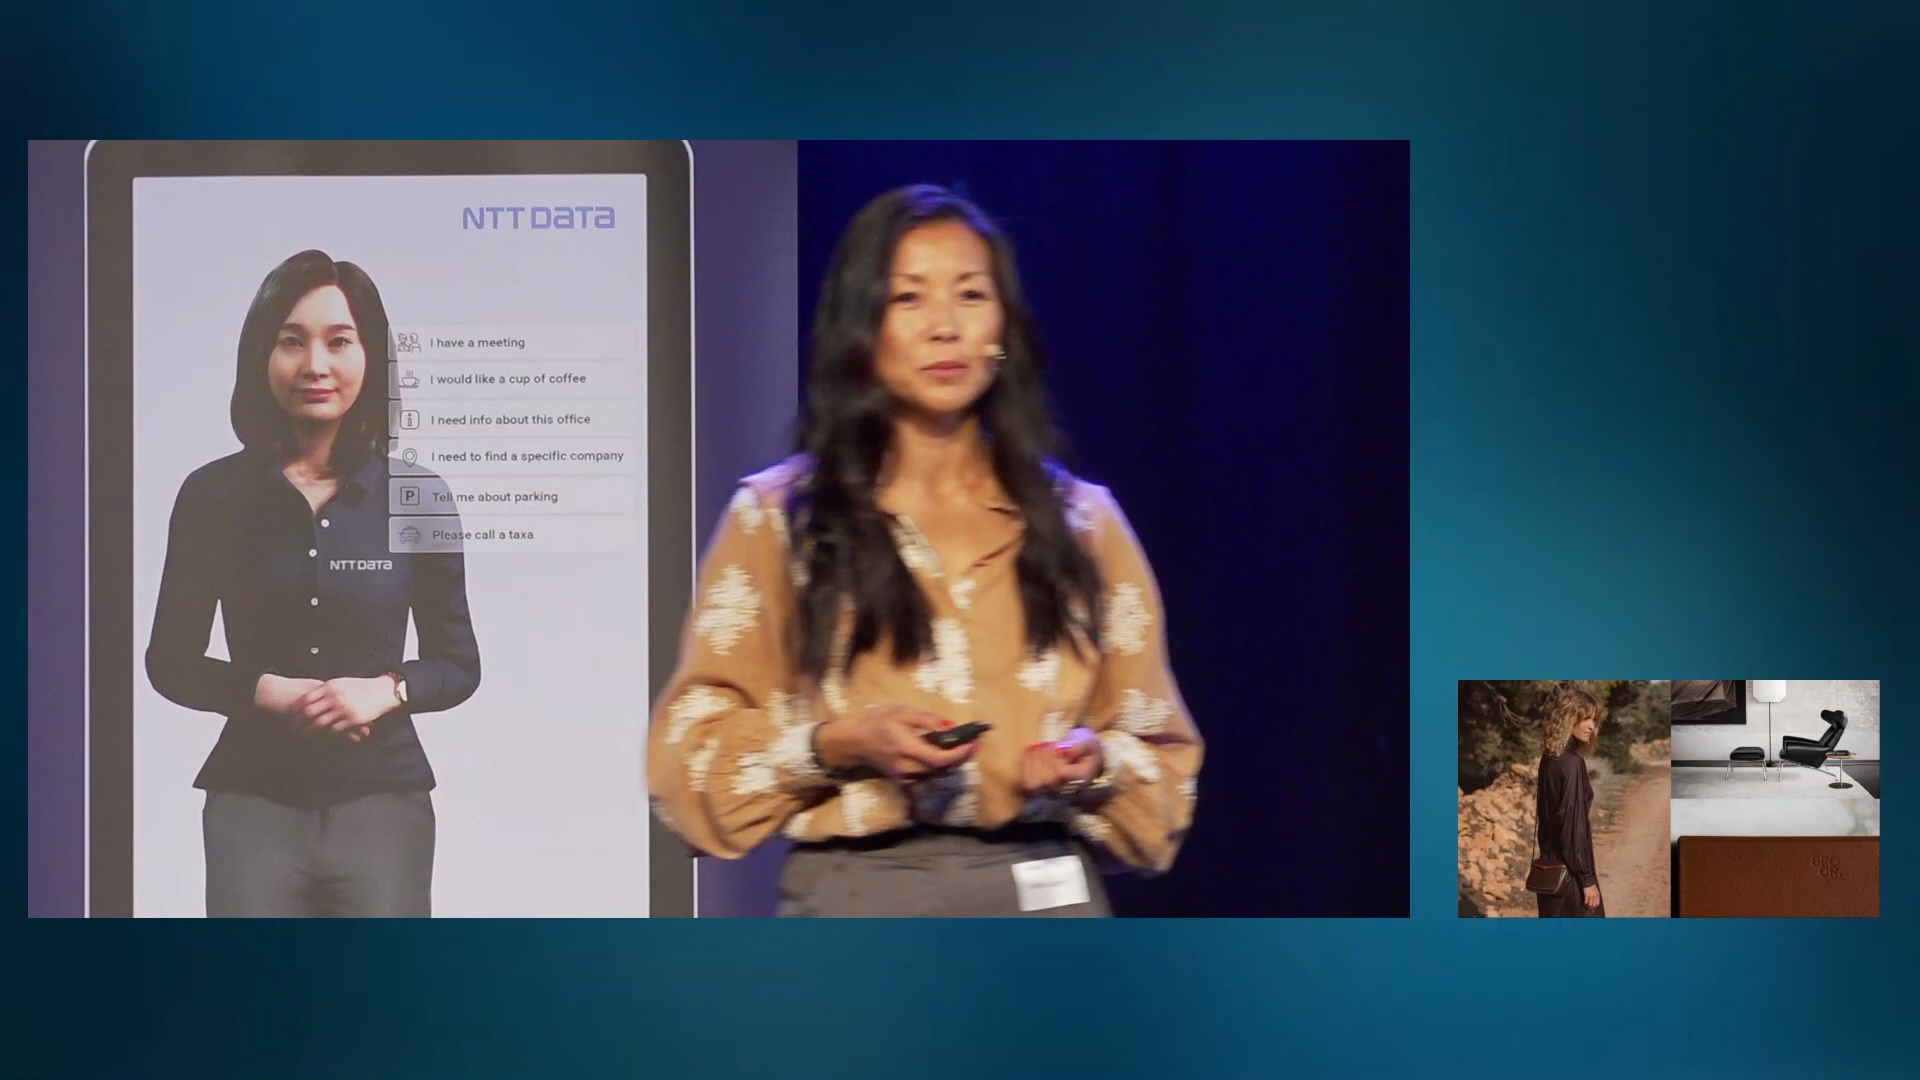 NTT DATA
I have a meeting
I would like a cup of coffee
I need info about this office
I need to find a specific company
P
Tell me about parking
Please call a taxa
NTT DATA